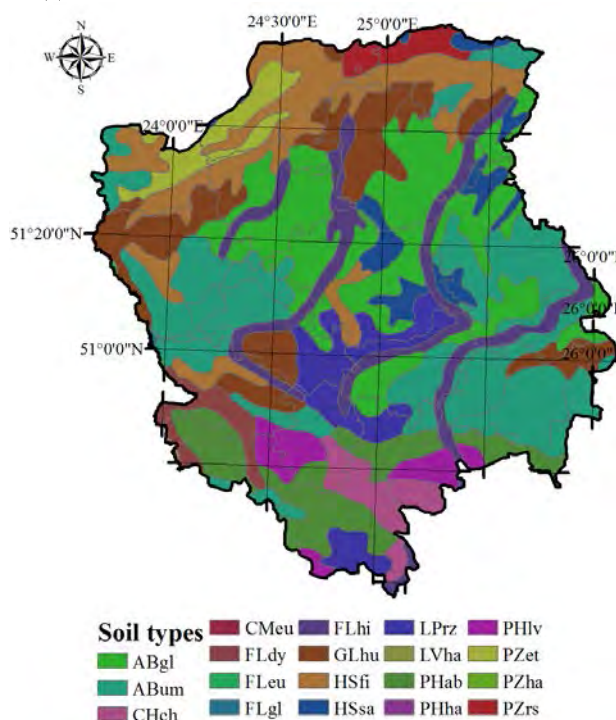 24°30'0"E 25°0'0"E
N
W E
S
24°0'0"E
51°20'0"N
26°0'0"E
26°0'0"E
51°0'0"N
26°0'0"E
Soil types CMeu FLhi LPrz PHlv
ABgl FLdy GLhu LVha PZet
ABum FLeu HSfi PHab PZha
CHch FLgl HSsa PHha PZrs